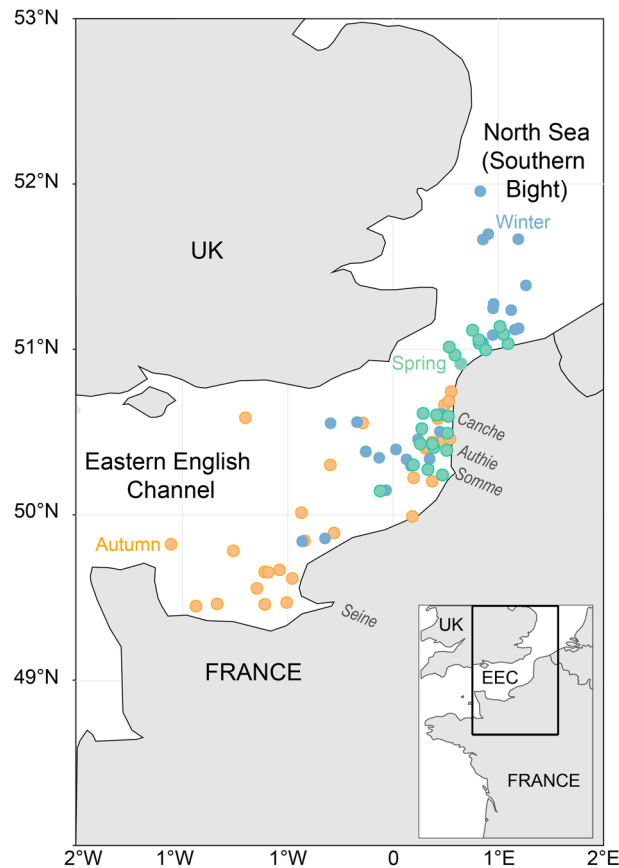 53°N
52°N
51°N
50°N
49°N
North Sea
(Southern
Bight)
Winter
UK
Spring
Canche
Authie
Somme
Eastern English
Channel
Autumn
Seine
FRANCE
UK
EEC
FRANCE
2°W
1°W
1°W
0
1°E
2°E